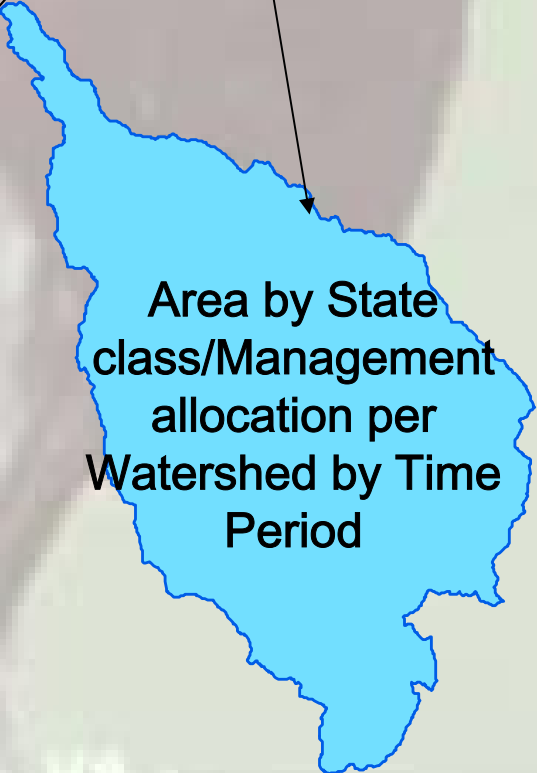 Area by State
class/Management
allocation per
Watershed by Time
Period